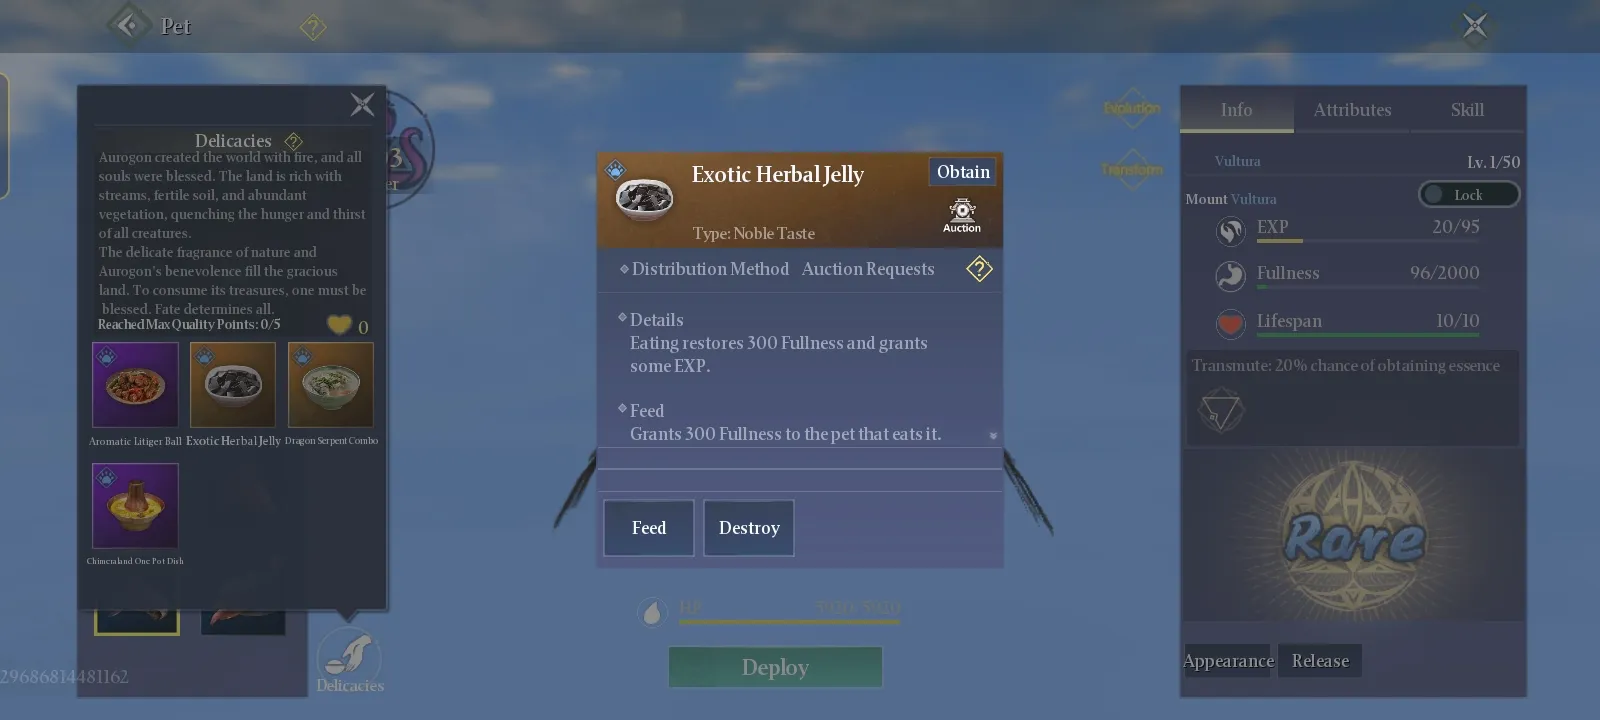 Pet
?
Delicacies ?
Aurogon created the world with fire, and all
souls were blessed. The land is rich with
streams, fertile soil, and abundant
vegetation, quenching the hunger and thirst
of all creatures.
The delicate fragrance of nature and
Aurogon's benevolence fill the gracious
land. To consume its treasures, one must be
blessed. Fate determines all.
Reached Max Quality Points: 0/5
0
Aromatic Litiger Ball
Exotic Herbal Jelly
Dragon Serpent Combo
Chimeraland One Pot Dish
29686814481162
Delicacies
Exotic Herbal Jelly
Obtain
Type: Noble Taste
Auction
Distribution Method Auction Requests
?
Details
Eating restores 300 Fullness and grants
some EXP.
Feed
Grants 300 Fullness to the pet that eats it.
Feed
Destroy
HP 5920/5920
Deploy
Evolution
Transform
Info
Attributes
Skill
Vultura
Lv. 1/50
Mount Vultura
Lock
EXP 20/95
Fullness 96/2000
Lifespan 10/10
Transmute: 20% chance of obtaining essence
Rare
Appearance
Release